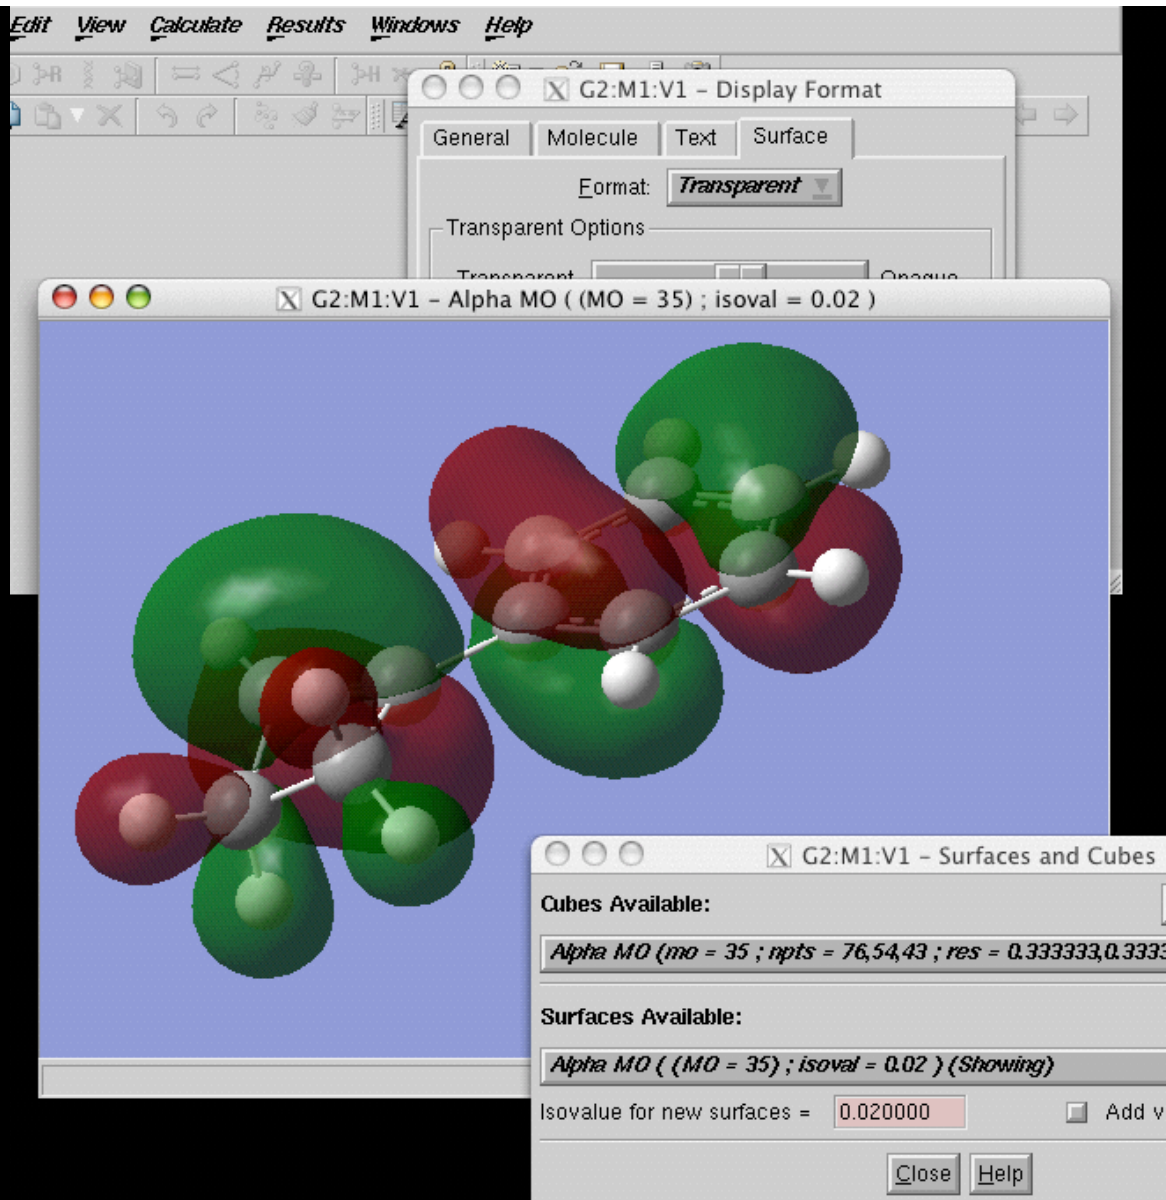 Edit View Calculate Results Windows Help
G2:M1:V1 – Display Format
General Molecule Text Surface
Format: Transparent
Transparent Options
Transparent Opaque
G2:M1:V1 – Alpha MO ( (MO = 35) ; isoval = 0.02 )
G2:M1:V1 – Surfaces and Cubes
Cubes Available:
Alpha MO (mo = 35 ; npts = 76,54,43 ; res = 0.333333,0.3333
Surfaces Available:
Alpha MO ( (MO = 35) ; isoval = 0.02 ) (Showing)
Isovalue for new surfaces = 0.020000 Add v
Close Help